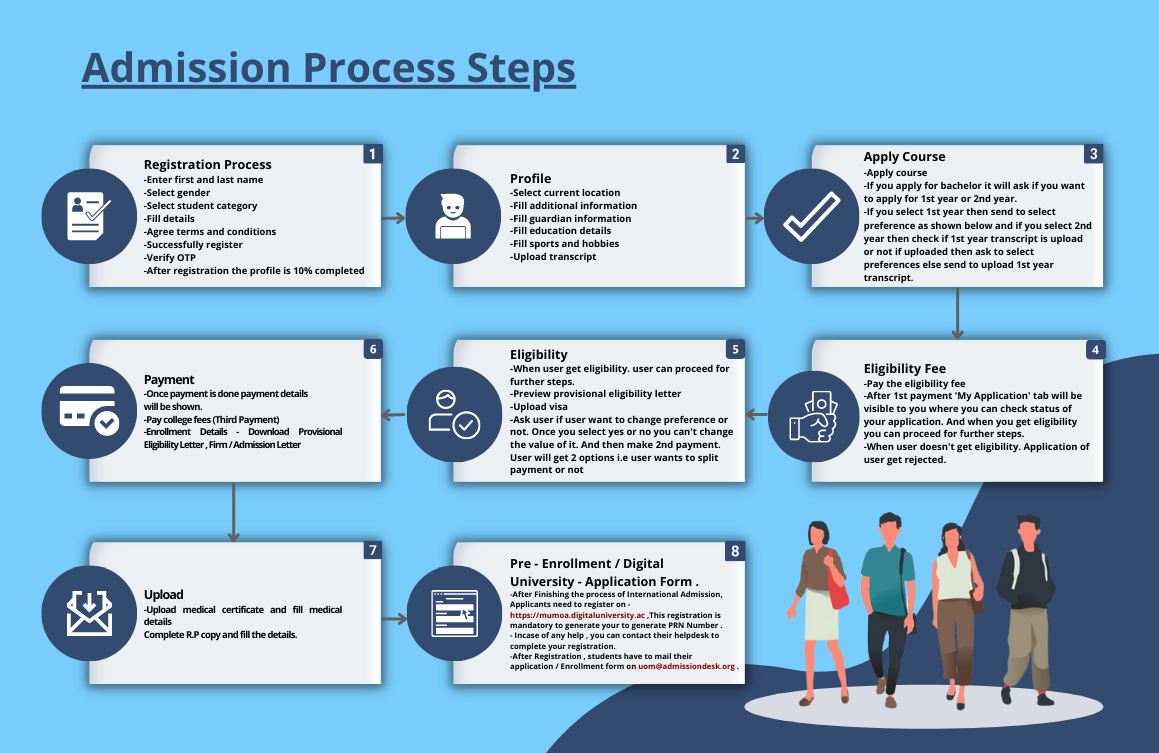 Admission Process Steps
1
Registration Process
-Enter first and last name
-Select gender
-Select student category
-Fill details
-Agree terms and conditions
-Successfully register
-Verify OTP
-After registration the profile is 10% completed
2
Profile
-Select current location
-Fill additional information
-Fill guardian information
-Fill education details
-Fill sports and hobbies
-Upload transcript
3
Apply Course
-Apply course
-If you apply for bachelor it will ask if you want
to apply for 1st year or 2nd year.
-If you select 1st year then send to select
preference as shown below and if you select 2nd
year then check if 1st year transcript is upload
or not if uploaded then ask to select
preferences else send to upload 1st year
transcript.
4
Eligibility Fee
-Pay the eligibility fee
-After 1st payment 'My Application' tab will be
visible to you where you can check status of
your application. And when you get eligibility
you can proceed for further steps.
-When user doesn't get eligibility. Application of
user get rejected.
5
Eligibility
-When user get eligibility. user can proceed for
further steps.
-Preview provisional eligibility letter
-Upload visa
-Ask user if user want to change preference or
not. Once you select yes or no you can't change
the value of it. And then make 2nd payment.
User will get 2 options i.e user wants to split
payment or not
6
Payment
-Once payment is done payment details
will be shown.
-Pay college fees (Third Payment)
-Enrollment Details - Download Provisional
Eligibility Letter , Firm / Admission Letter
7
Upload
-Upload medical certificate and fill medical
details
Complete R.P copy and fill the details.
8
Pre - Enrollment / Digital
University - Application Form .
-After Finishing the process of International Admission,
Applicants need to register on -
https://mumoa.digitaluniversity.ac ,This registration is
mandatory to generate your to generate PRN Number .
- Incase of any help , you can contact their helpdesk to
complete your registration.
-After Registration , students have to mail their
application / Enrollment form on uom@admissiondesk.org .